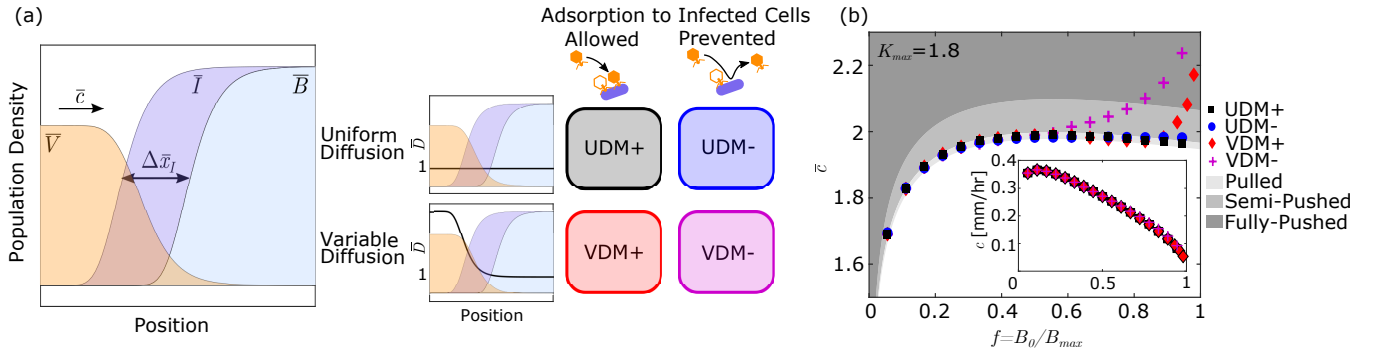 (a)
Population Density
V̅
c̅
Δx̅_I
I̅
B̅
Position
Adsorption to Infected Cells
Allowed
Prevented
Uniform
Diffusion
D̅
1
UDM+
UDM-
Variable
Diffusion
D̅
1
Position
VDM+
VDM-
(b)
K_max=1.8
c̅
2.2
2
1.8
1.6
0
0.2
0.4
0.6
0.8
1
f=B_0/B_max
c [mm/hr]
0.4
0.3
0.2
0.1
0
0.5
1
UDM+
UDM-
VDM+
VDM-
Pulled
Semi-Pushed
Fully-Pushed